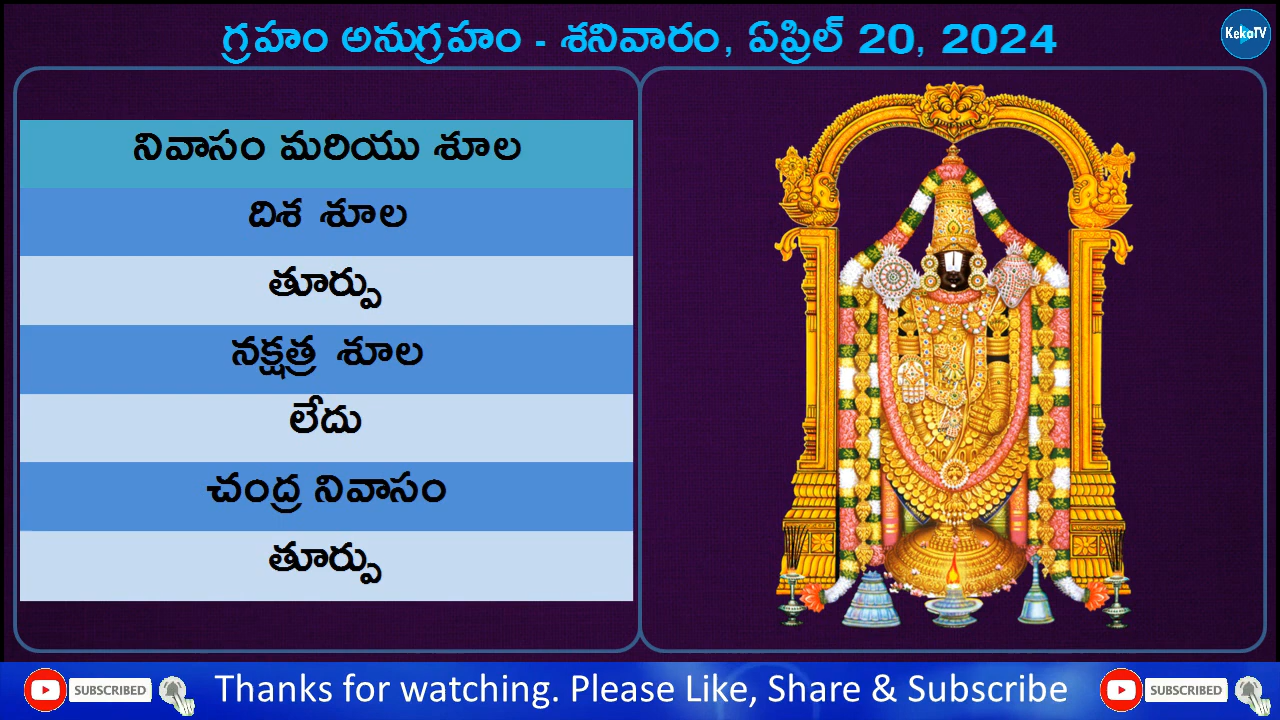 గ్రహం అనుగ్రహం - శనివారం, ఏప్రిల్ 20, 2024
KekaTV
నివాసం మరియు శూల
దిశ శూల
తూర్పు
నక్షత్ర శూల
లేదు
చంద్ర నివాసం
తూర్పు
SUBSCRIBED
Thanks for watching. Please Like, Share & Subscribe
SUBSCRIBED